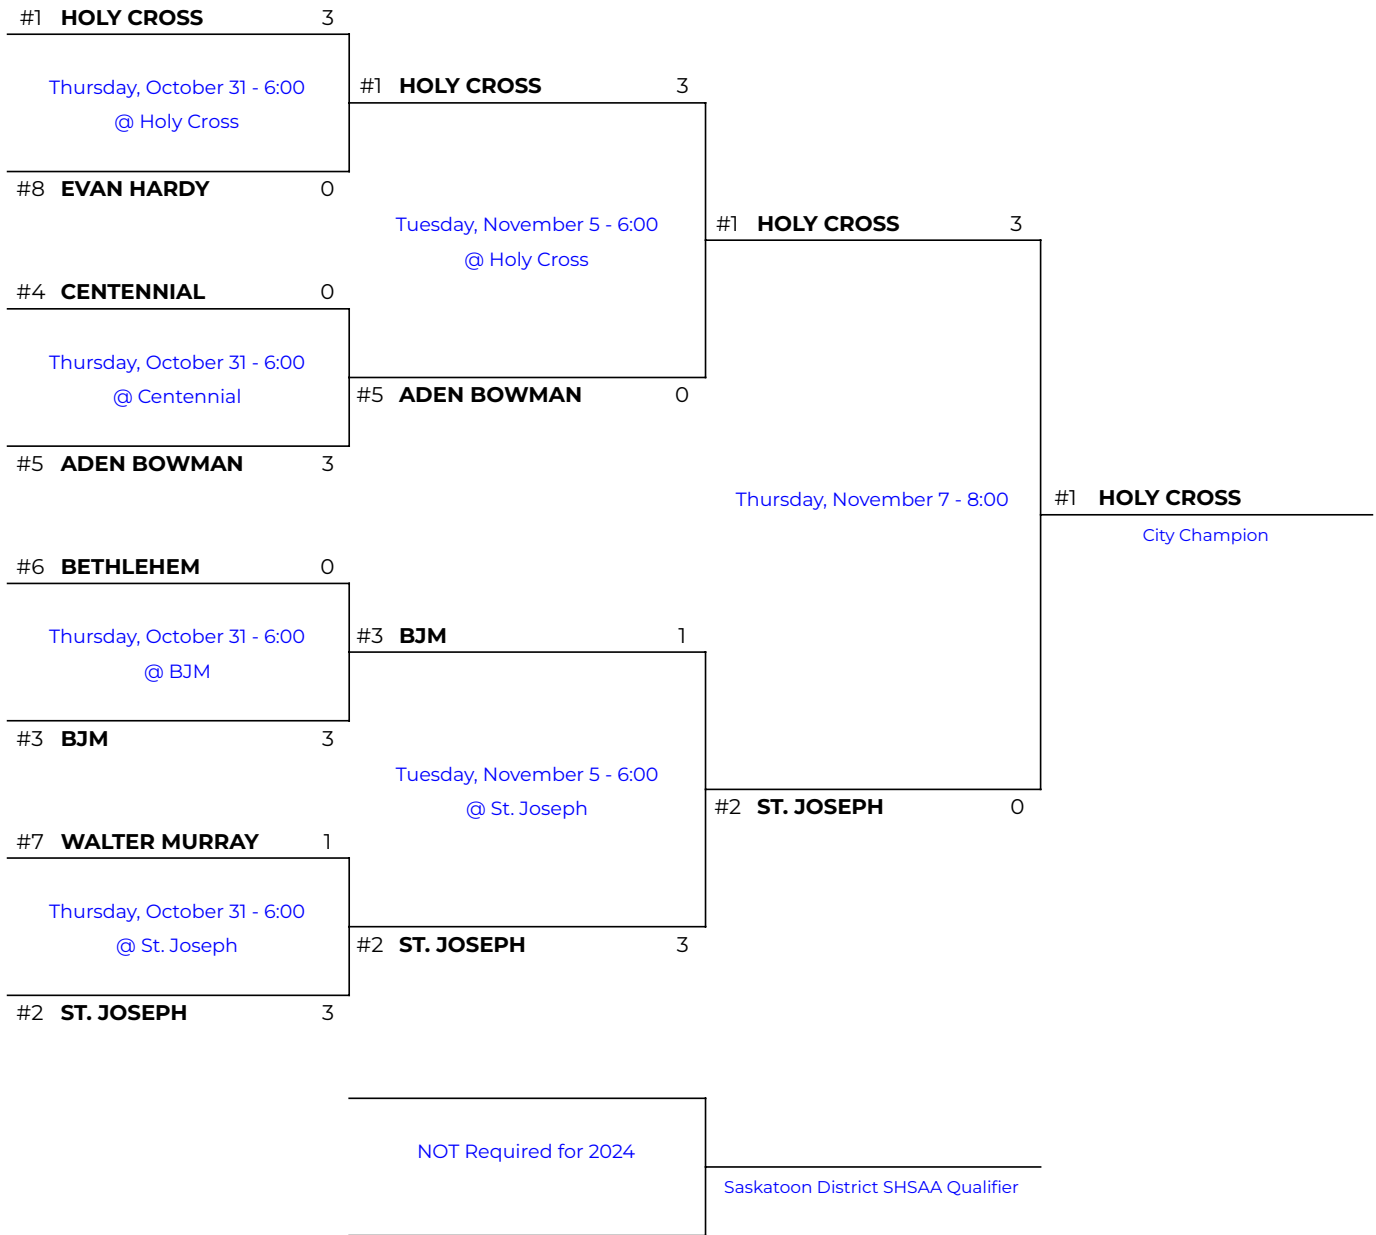 #1 HOLY CROSS 3
Thursday, October 31 - 6:00
@ Holy Cross
#8 EVAN HARDY 0
#4 CENTENNIAL 0
Thursday, October 31 - 6:00
@ Centennial
#5 ADEN BOWMAN 3
#6 BETHLEHEM 0
Thursday, October 31 - 6:00
@ BJM
#3 BJM 3
#7 WALTER MURRAY 1
Thursday, October 31 - 6:00
@ St. Joseph
#2 ST. JOSEPH 3
#1 HOLY CROSS 3
Tuesday, November 5 - 6:00
@ Holy Cross
#5 ADEN BOWMAN 0
#3 BJM 1
Tuesday, November 5 - 6:00
@ St. Joseph
#2 ST. JOSEPH 3
#1 HOLY CROSS 3
Thursday, November 7 - 8:00
#2 ST. JOSEPH 0
#1 HOLY CROSS
City Champion
NOT Required for 2024
Saskatoon District SHSAA Qualifier